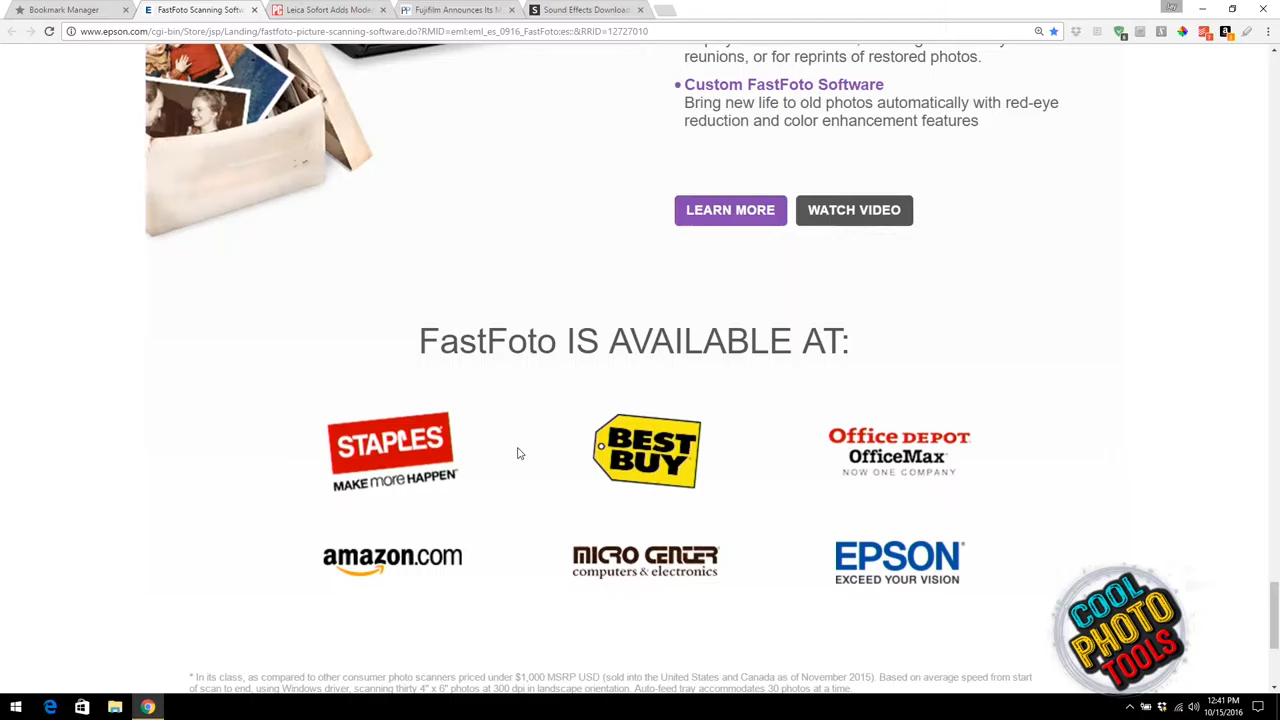 Bookmark Manager
FastFoto Scanning Softw
Leica Sofort Adds Mode
Fujifilm Announces Its M
Sound Effects Download
www.epson.com/cgi-bin/Store/jsp/Landing/fastfoto-picture-scanning-software.do?RMID=eml:eml_es_0916_FastFoto:es:&RRID=12727010
reunions, or for reprints of restored photos.
• Custom FastFoto Software
Bring new life to old photos automatically with red-eye
reduction and color enhancement features
LEARN MORE
WATCH VIDEO
FastFoto IS AVAILABLE AT:
STAPLES
MAKE more HAPPEN
BEST
BUY
Office DEPOT
OfficeMax
NOW ONE COMPANY
amazon.com
MICRO CENTER
computers & electronics
EPSON
EXCEED YOUR VISION
COOL
PHOTO
TOOLS
* In its class, as compared to other consumer photo scanners priced under $1,000 MSRP USD (sold into the United States and Canada as of November 2015). Based on average speed from start
of scan to end, using Windows driver, scanning thirty 4" x 6" photos at 300 dpi in landscape orientation. Auto-feed tray accommodates 30 photos at a time.
12:41 PM
10/15/2016